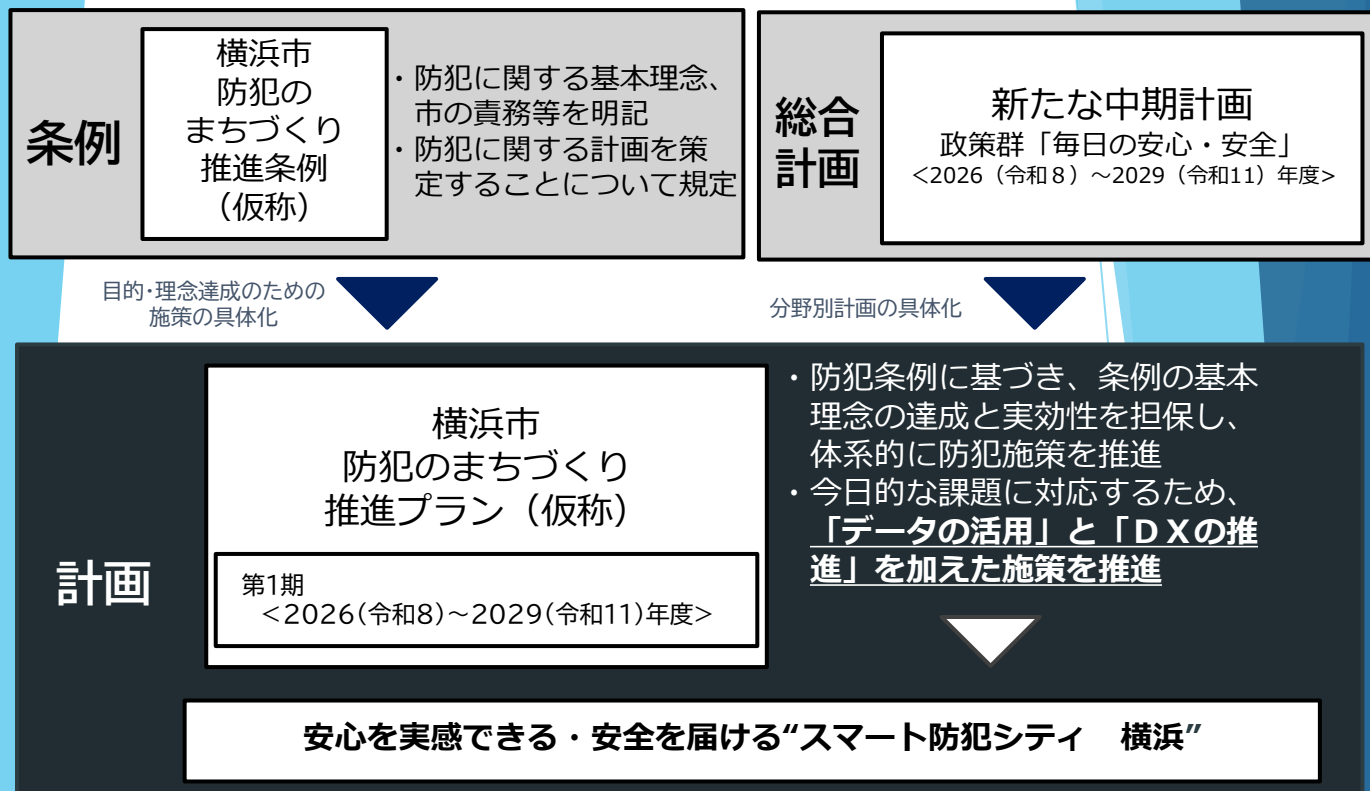 条例
横浜市
防犯の
まちづくり
推進条例
（仮称）
・防犯に関する基本理念、
市の責務等を明記
・防犯に関する計画を策
定することについて規定
総合
計画
新たな中期計画
政策群「毎日の安心・安全」
<2026（令和８）～2029（令和11）年度>
目的・理念達成のための
施策の具体化
分野別計画の具体化
計画
横浜市
防犯のまちづくり
推進プラン（仮称）
第1期
＜2026(令和8)～2029(令和11)年度＞
・防犯条例に基づき、条例の基本
理念の達成と実効性を担保し、
体系的に防犯施策を推進
・今日的な課題に対応するため、
「データの活用」と「ＤＸの推
進」を加えた施策を推進
安心を実感できる・安全を届ける“スマート防犯シティ　横浜”